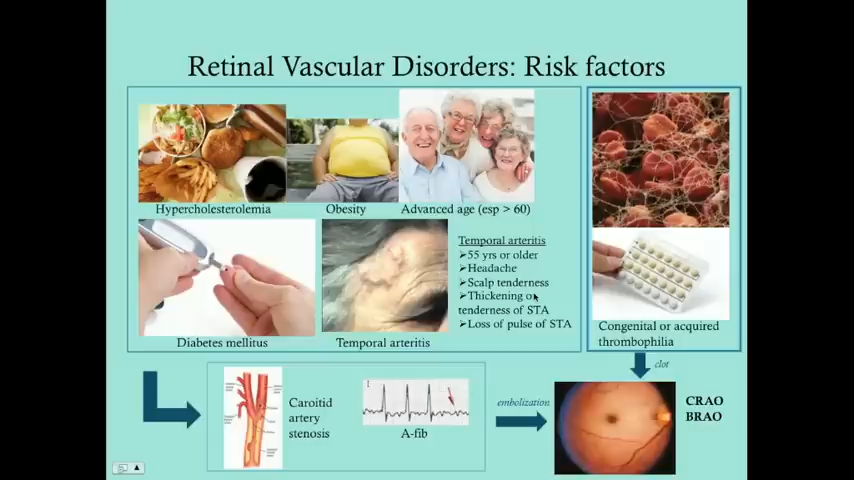 Retinal Vascular Disorders: Risk factors
Hypercholesterolemia
Obesity
Advanced age (esp > 60)
Temporal arteritis
➢55 yrs or older
➢Headache
➢Scalp tenderness
➢Thickening or
tenderness of STA
➢Loss of pulse of STA
Diabetes mellitus
Temporal arteritis
Congenital or acquired
thrombophilia
clot
Caroitid
artery
stenosis
A-fib
embolization
CRAO
BRAO